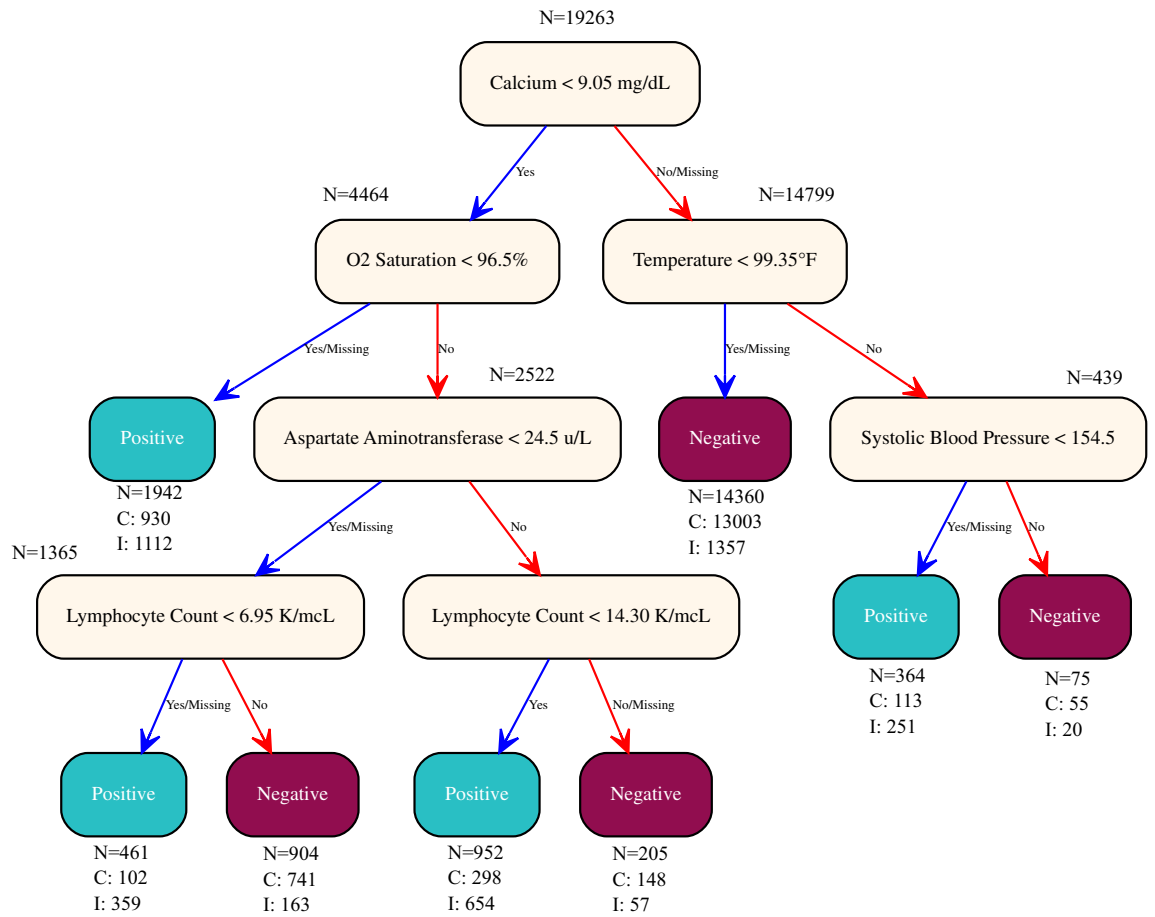 N=19263
Calcium < 9.05 mg/dL
Yes
No/Missing
N=4464
N=14799
O2 Saturation < 96.5%
Temperature < 99.35°F
Yes/Missing
No
Yes/Missing
No
N=2522
N=439
Positive
Aspartate Aminotransferase < 24.5 u/L
Negative
Systolic Blood Pressure < 154.5
N=1942
C: 930
I: 1112
N=14360
C: 13003
I: 1357
Yes/Missing
No
Yes/Missing
No
N=1365
Lymphocyte Count < 6.95 K/mcL
Lymphocyte Count < 14.30 K/mcL
Positive
Negative
N=364
C: 113
I: 251
N=75
C: 55
I: 20
Yes/Missing
No
Yes
No/Missing
Positive
Negative
Positive
Negative
N=461
C: 102
I: 359
N=904
C: 741
I: 163
N=952
C: 298
I: 654
N=205
C: 148
I: 57